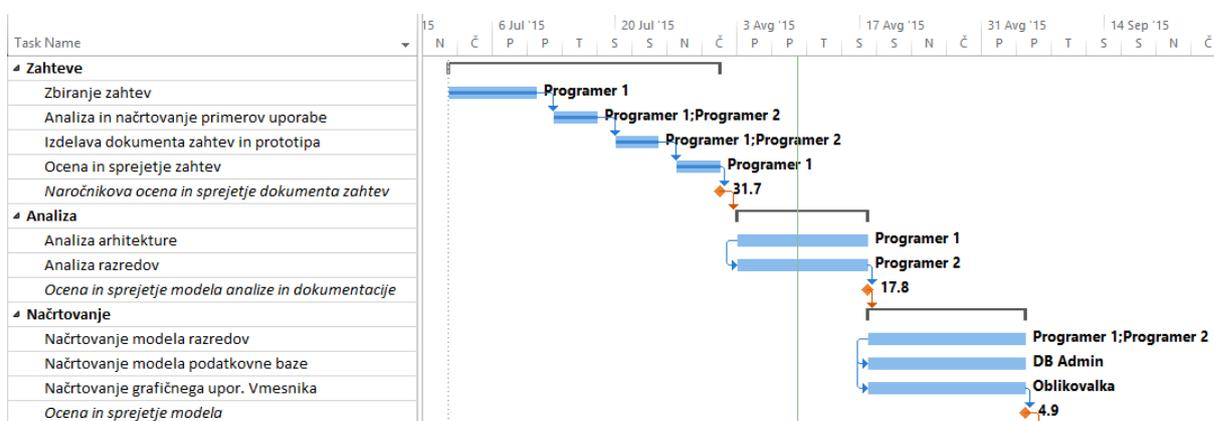 15 6 Jul '15 20 Jul '15 3 Avg '15 17 Avg '15 31 Avg '15 14 Sep '15
Task Name N Č P P T S S N Č P P T S S N Č P P T S S N Č
Zahteve
Zbiranje zahtev Programer 1
Analiza in načrtovanje primerov uporabe Programer 1;Programer 2
Izdelava dokumenta zahtev in prototipa Programer 1;Programer 2
Ocena in sprejetje zahtev Programer 1
Naročnikova ocena in sprejetje dokumenta zahtev 31.7
Analiza
Analiza arhitekture Programer 1
Analiza razredov Programer 2
Ocena in sprejetje modela analize in dokumentacije 17.8
Načrtovanje
Načrtovanje modela razredov Programer 1;Programer 2
Načrtovanje modela podatkovne baze DB Admin
Načrtovanje grafičnega upor. Vmesnika Oblikovalka
Ocena in sprejetje modela 4.9